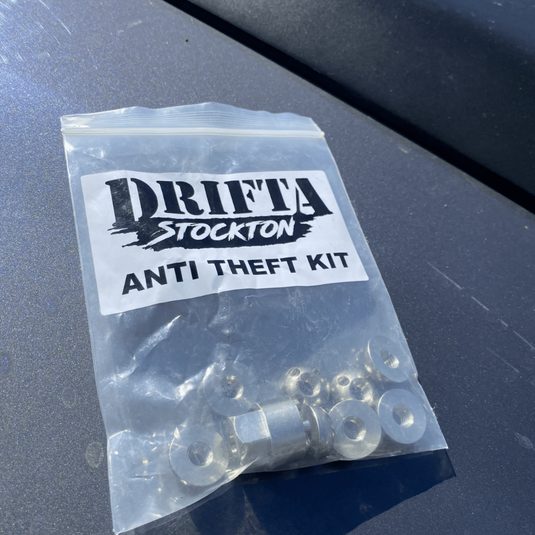 DRIFTA
STOCKTON
ANTI THEFT KIT